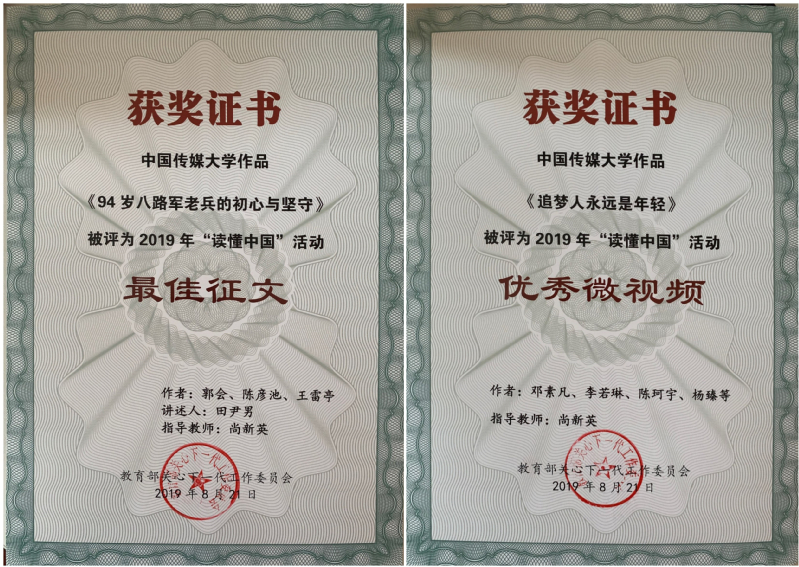 获奖证书
中国传媒大学作品
《94岁八路军老兵的初心与坚守》
被评为2019年“读懂中国”活动
最佳征文
作者：郭会、陈彦池、王雷亭
讲述人：田尹男
指导教师：尚新英
教育部关心下一代工作委员会
2019年8月21日
获奖证书
中国传媒大学作品
《追梦人永远是年轻》
被评为2019年“读懂中国”活动
优秀微视频
作者：邓素凡、李若琳、陈珂宇、杨臻等
指导教师：尚新英
教育部关心下一代工作委员会
2019年8月21日